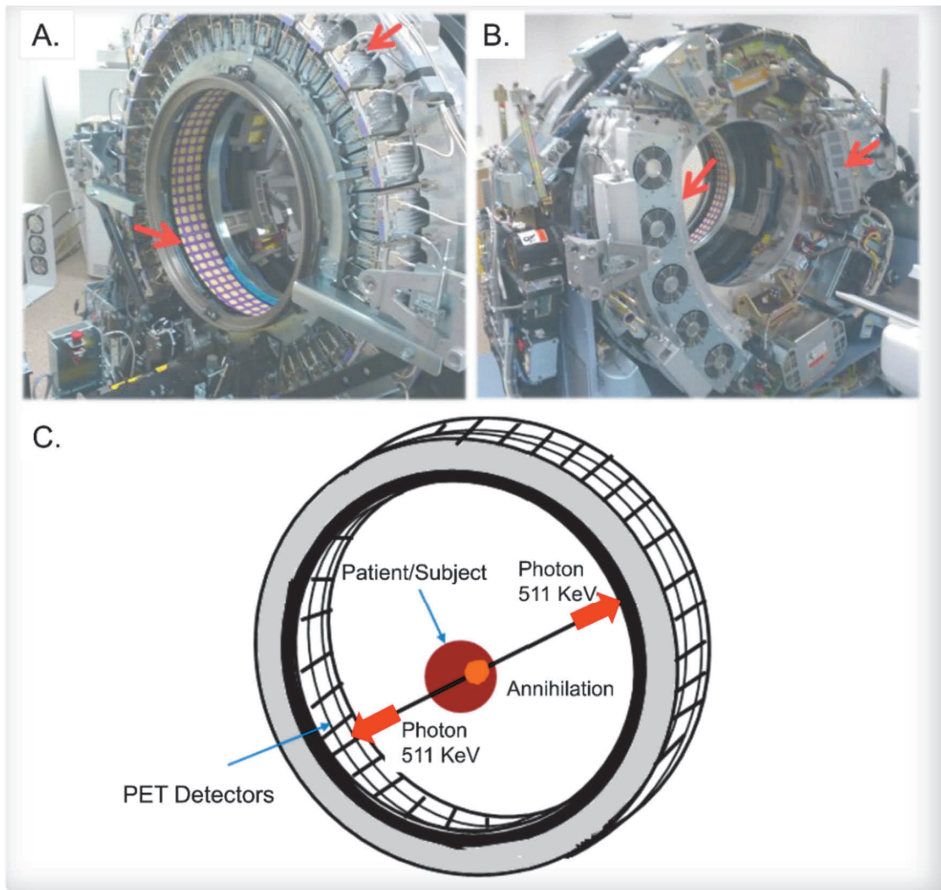 A.
B.
C.
Patient/Subject
Photon
511 KeV
Annihilation
Photon
511 KeV
PET Detectors